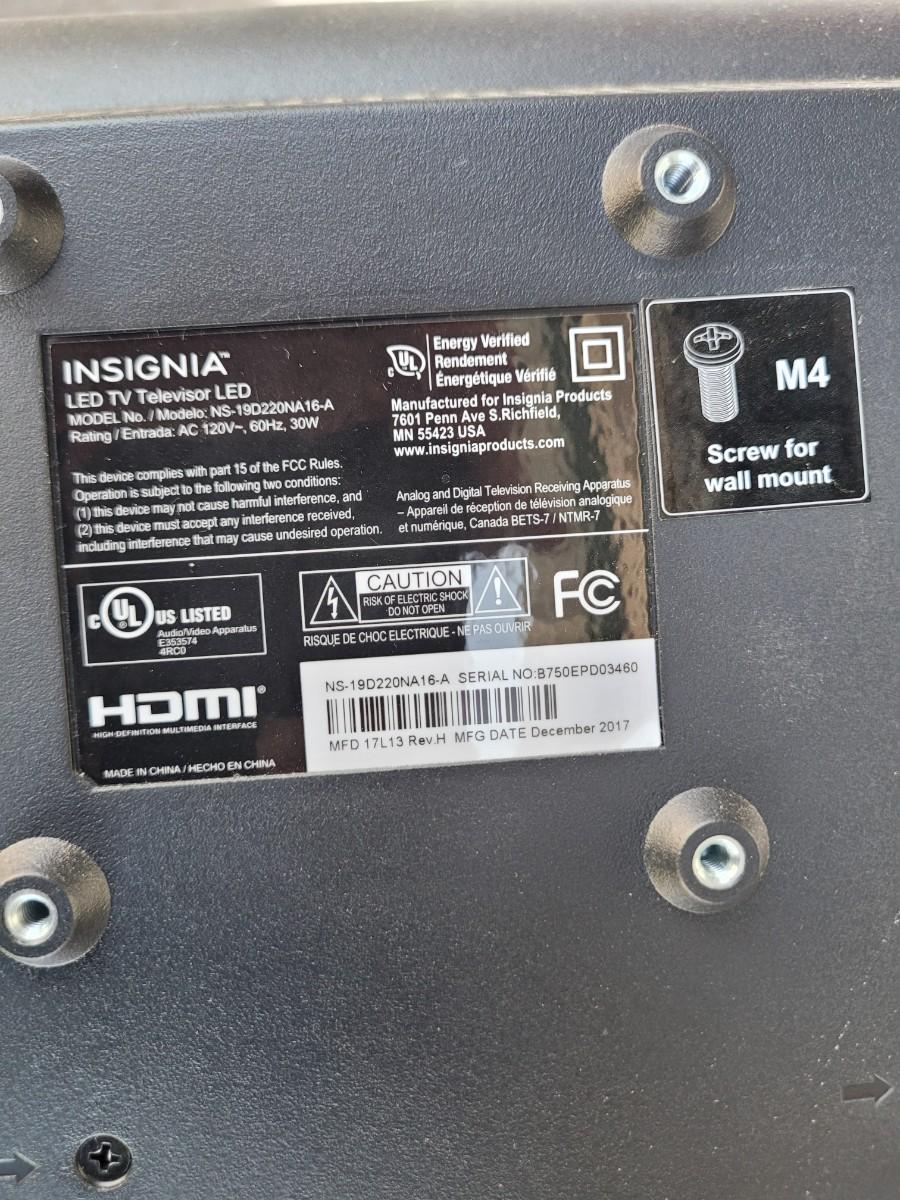 INSIGNIA™
LED TV Televisor LED
MODEL No. / Modelo: NS-19D220NA16-A
Rating / Entrada: AC 120V~, 60Hz, 30W
This device complies with part 15 of the FCC Rules.
Operation is subject to the following two conditions:
(1) this device may not cause harmful interference, and
(2) this device must accept any interference received,
including interference that may cause undesired operation.
c UL
Energy Verified
Rendement
Énergétique Vérifié
Manufactured for Insignia Products
7601 Penn Ave S.Richfield,
MN 55423 USA
www.insigniaproducts.com
Analog and Digital Television Receiving Apparatus
– Appareil de réception de télévision analogique
et numérique, Canada BETS-7 / NTMR-7
M4
Screw for
wall mount
c UL US LISTED
Audio/Video Apparatus
E353574
4RC0
CAUTION
RISK OF ELECTRIC SHOCK
DO NOT OPEN
RISQUE DE CHOC ELECTRIQUE - NE PAS OUVRIR
FC
HDMI®
HIGH-DEFINITION MULTIMEDIA INTERFACE
MADE IN CHINA / HECHO EN CHINA
NS-19D220NA16-A SERIAL NO:B750EPD03460
MFD 17L13 Rev.H MFG DATE December 2017